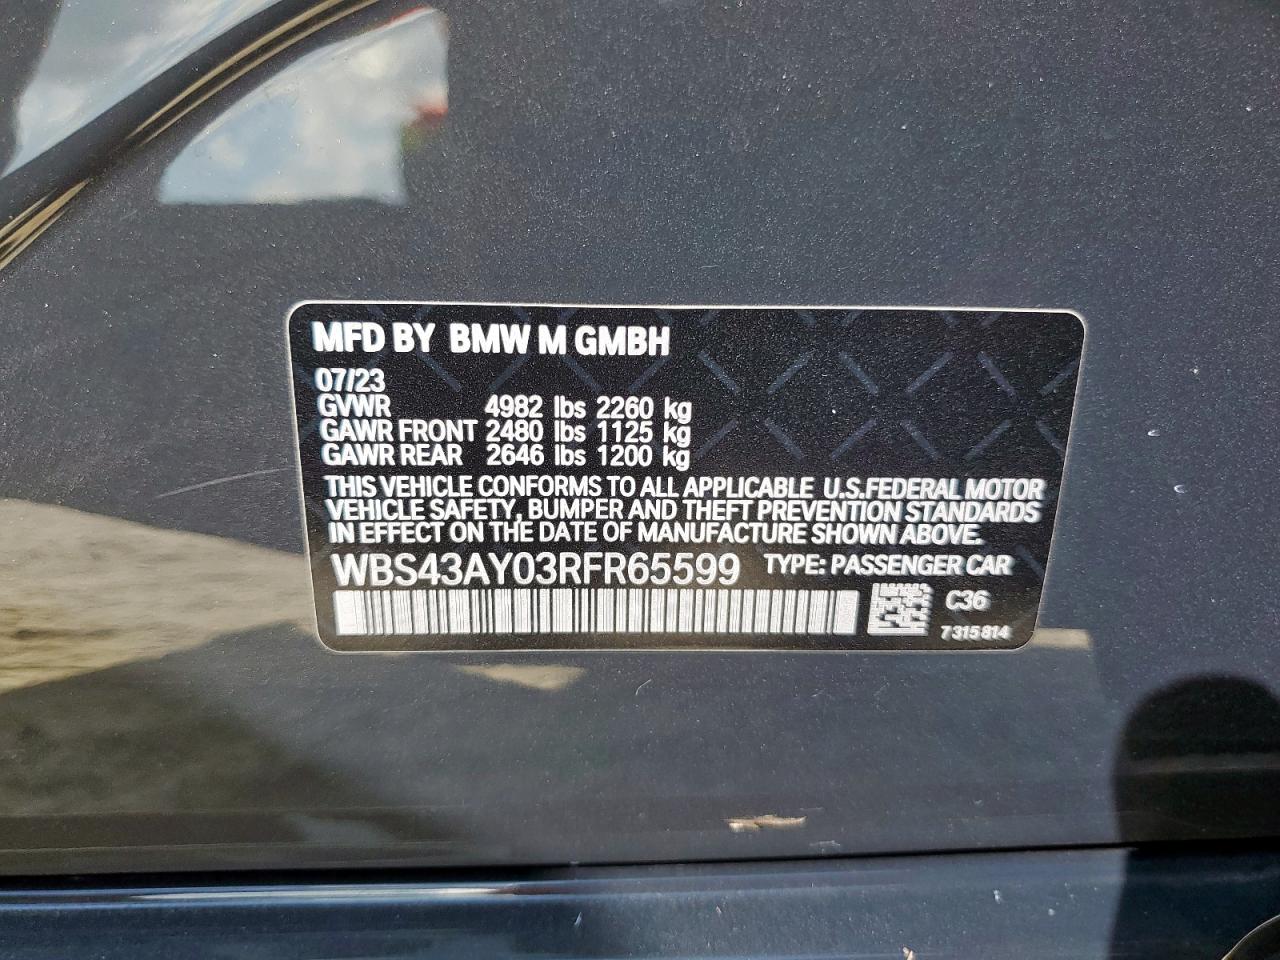 MFD BY BMW M GMBH
07/23
GVWR 4982 lbs 2260 kg
GAWR FRONT 2480 lbs 1125 kg
GAWR REAR 2646 lbs 1200 kg
THIS VEHICLE CONFORMS TO ALL APPLICABLE U.S.FEDERAL MOTOR
VEHICLE SAFETY, BUMPER AND THEFT PREVENTION STANDARDS
IN EFFECT ON THE DATE OF MANUFACTURE SHOWN ABOVE.
WBS43AY03RFR65599 TYPE: PASSENGER CAR
C36
7315814